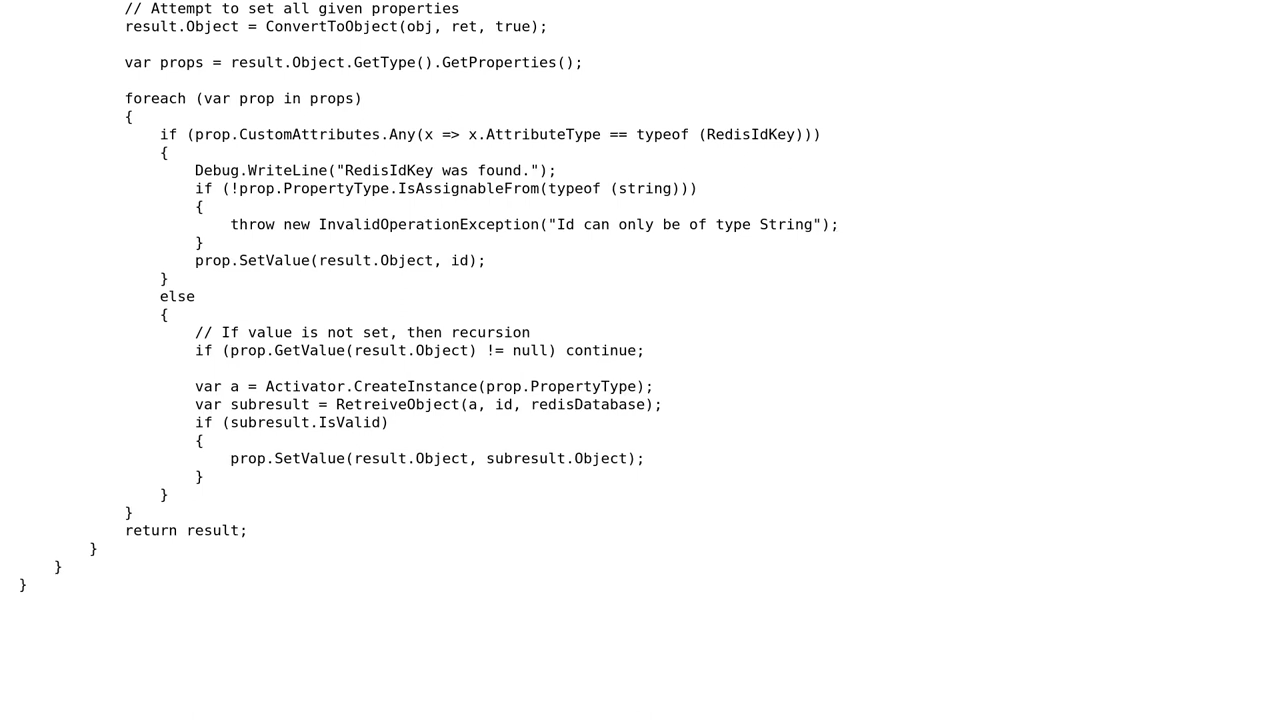 // Attempt to set all given properties
result.Object = ConvertToObject(obj, ret, true);
var props = result.Object.GetType().GetProperties();
foreach (var prop in props)
{
if (prop.CustomAttributes.Any(x => x.AttributeType == typeof (RedisIdKey)))
{
Debug.WriteLine("RedisIdKey was found.");
if (!prop.PropertyType.IsAssignableFrom(typeof (string)))
{
throw new InvalidOperationException("Id can only be of type String");
}
prop.SetValue(result.Object, id);
}
else
{
// If value is not set, then recursion
if (prop.GetValue(result.Object) != null) continue;
var a = Activator.CreateInstance(prop.PropertyType);
var subresult = RetreiveObject(a, id, redisDatabase);
if (subresult.IsValid)
{
prop.SetValue(result.Object, subresult.Object);
}
}
}
return result;
}
}
}